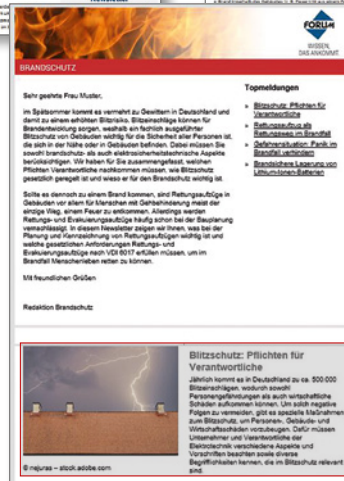 FORUM
WISSEN,
DAS ANKOMMT.
BRANDSCHUTZ
Sehr geehrte Frau Muster,
im Spätsommer kommt es vermehrt zu Gewittern in Deutschland und
damit zu einem erhöhten Blitzrisiko. Blitzeinschläge können für
Brandentwicklung sorgen, weshalb ein fachlich ausgeführter
Blitzschutz von Gebäuden wichtig für die Sicherheit aller Personen ist,
die sich in der Nähe oder in Gebäuden befinden. Dabei müssen Sie
sowohl brandschutz- als auch elektrosicherheitstechnische Aspekte
berücksichtigen. Wir haben für Sie zusammengefasst, welchen
Pflichten Verantwortliche nachkommen müssen, wie Blitzschutz
gesetzlich geregelt ist und wieso er für den Brandschutz wichtig ist.
Sollte es dennoch zu einem Brand kommen, sind Rettungsaufzüge in
Gebäuden vor allem für Menschen mit Gehbehinderung meist der
einzige Weg, einem Feuer zu entkommen. Allerdings werden
Rettungs- und Evakuierungsaufzüge häufig schon bei der Bauplanung
vernachlässigt. In diesem Newsletter zeigen wir Ihnen, was bei der
Planung und Kennzeichnung von Rettungsaufzügen wichtig ist und
welche gesetzlichen Anforderungen Rettungs- und
Evakuierungsaufzüge nach VDI 6017 erfüllen müssen, um im
Brandfall Menschenleben retten zu können.
Mit freundlichen Grüßen
Redaktion Brandschutz
Topmeldungen
» Blitzschutz: Pflichten für
Verantwortliche
» Rettungsaufzug als
Rettungsweg im Brandfall
» Gefahrensituation: Panik im
Brandfall verhindern
» Brandsichere Lagerung von
Lithium-Ionen-Batterien
Blitzschutz: Pflichten für
Verantwortliche
Jährlich kommt es in Deutschland zu ca. 500.000
Blitzeinschlägen, wodurch sowohl
Personengefährdungen als auch wirtschaftliche
Schäden aufkommen können. Um solch negative
Folgen zu vermeiden, gibt es spezielle Maßnahmen
zum Blitzschutz, um Personen-, Gebäude- und
Wirtschaftsschäden vorzubeugen. Dafür müssen
Unternehmer und Verantwortliche der
Elektrotechnik verschiedene Aspekte und
Vorschriften beachten sowie diverse
Begrifflichkeiten kennen, die im Blitzschutz relevant
sind.
© nejuras – stock.adobe.com